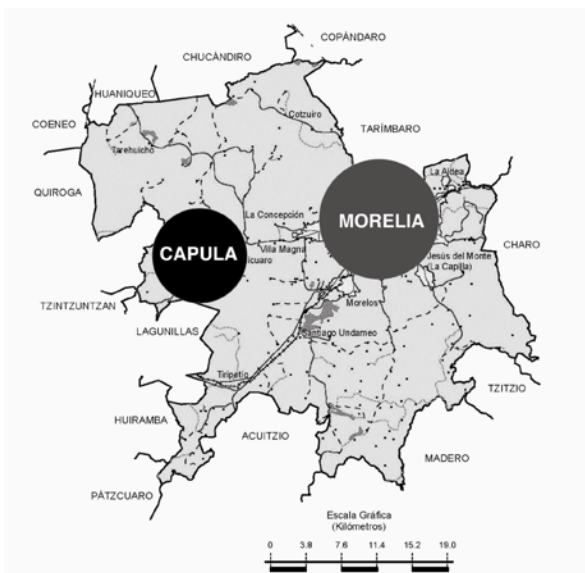 COPÁNDARO
CHUCÁNDIRO
HUANIQUEO
COENEO
Cotzuiro
TARÍMBARO
Tarehuicho
La Aldea
QUIROGA
La Concepción
MORELIA
CHARO
CAPULA
Villa Magna
icuaro
Jesús del Monte
(La Capilla)
TZINTZUNTZAN
Morelos
LAGUNILLAS
Santiago Undameo
Tiripetío
TZITZIO
HUIRAMBA
ACUITZIO
MADERO
PÁTZCUARO
Escala Gráfica
(Kilómetros)
0 3.8 7.6 11.4 15.2 19.0